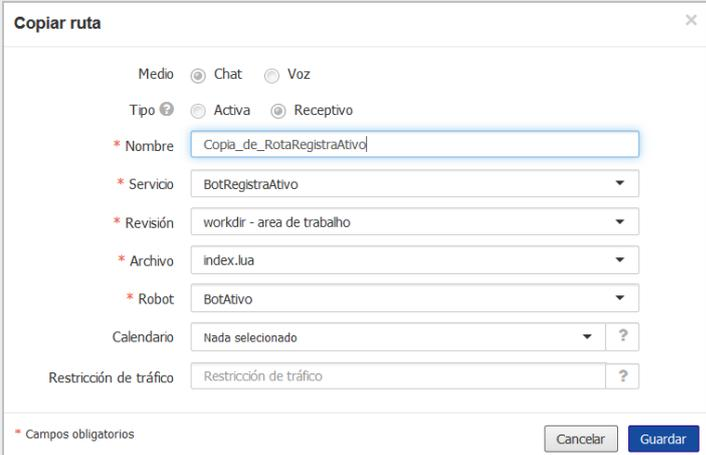 Copiar ruta ×
Medio Chat Voz
Tipo ? Activa Receptivo
* Nombre Copia_de_RotaRegistraAtivo
* Servicio BotRegistraAtivo
* Revisión workdir - area de trabalho
* Archivo index.lua
* Robot BotAtivo
Calendario Nada selecionado ?
Restricción de tráfico Restricción de tráfico ?
* Campos obligatorios Cancelar Guardar